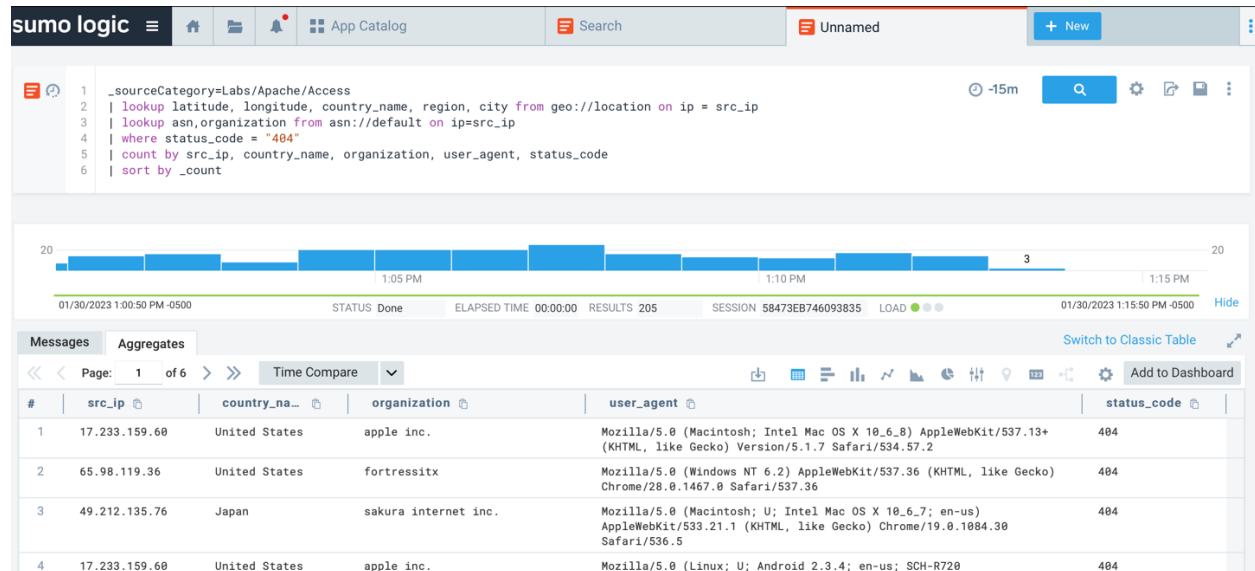 sumo logic
App Catalog
Search
Unnamed
+ New
1 _sourceCategory=Labs/Apache/Access
2 | lookup latitude, longitude, country_name, region, city from geo://location on ip = src_ip
3 | lookup asn,organization from asn://default on ip=src_ip
4 | where status_code = "404"
5 | count by src_ip, country_name, organization, user_agent, status_code
6 | sort by _count
-15m
20
3
20
1:05 PM
1:10 PM
1:15 PM
01/30/2023 1:00:50 PM -0500
STATUS Done
ELAPSED TIME 00:00:00
RESULTS 205
SESSION 58473EB746093835
LOAD
01/30/2023 1:15:50 PM -0500
Hide
Messages
Aggregates
Switch to Classic Table
Page: 1 of 6
Time Compare
Add to Dashboard
# src_ip country_na... organization user_agent status_code
1 17.233.159.60 United States apple inc. Mozilla/5.0 (Macintosh; Intel Mac OS X 10_6_8) AppleWebKit/537.13+ 404
(KHTML, like Gecko) Version/5.1.7 Safari/534.57.2
2 65.98.119.36 United States fortressitx Mozilla/5.0 (Windows NT 6.2) AppleWebKit/537.36 (KHTML, like Gecko) 404
Chrome/28.0.1467.0 Safari/537.36
3 49.212.135.76 Japan sakura internet inc. Mozilla/5.0 (Macintosh; U; Intel Mac OS X 10_6_7; en-us) 404
AppleWebKit/533.21.1 (KHTML, like Gecko) Chrome/19.0.1084.30
Safari/536.5
4 17.233.159.60 United States apple inc. Mozilla/5.0 (Linux; U; Android 2.3.4; en-us; SCH-R720 404